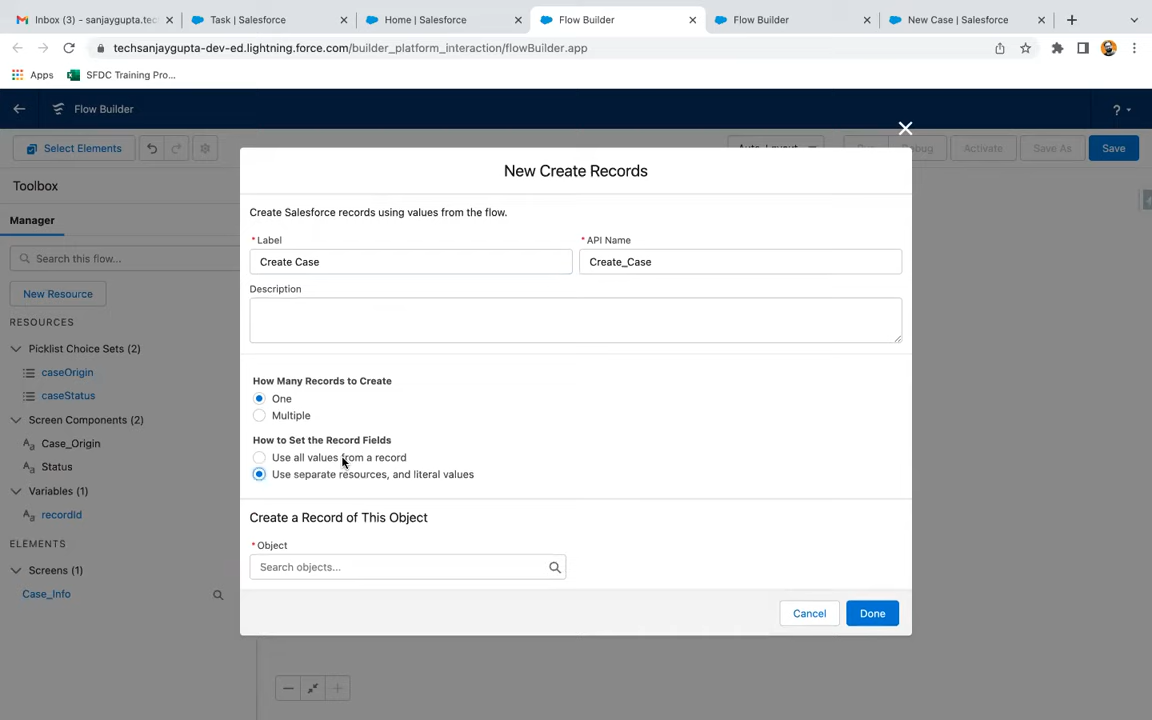 Inbox (3) - sanjaygupta.tec
Task | Salesforce
Home | Salesforce
Flow Builder
Flow Builder
New Case | Salesforce
techsanjaygupta-dev-ed.lightning.force.com/builder_platform_interaction/flowBuilder.app
Apps
SFDC Training Pro...
Flow Builder
?
Select Elements
Save As
Activate
Save
Toolbox
New Create Records
Manager
Create Salesforce records using values from the flow.
* Label
* API Name
Search this flow...
Create Case
Create_Case
New Resource
Description
RESOURCES
Picklist Choice Sets (2)
caseOrigin
caseStatus
How Many Records to Create
One
Multiple
Screen Components (2)
Case_Origin
How to Set the Record Fields
Status
Use all values from a record
Use separate resources, and literal values
Variables (1)
recordId
Create a Record of This Object
ELEMENTS
* Object
Screens (1)
Search objects...
Case_Info
Cancel
Done